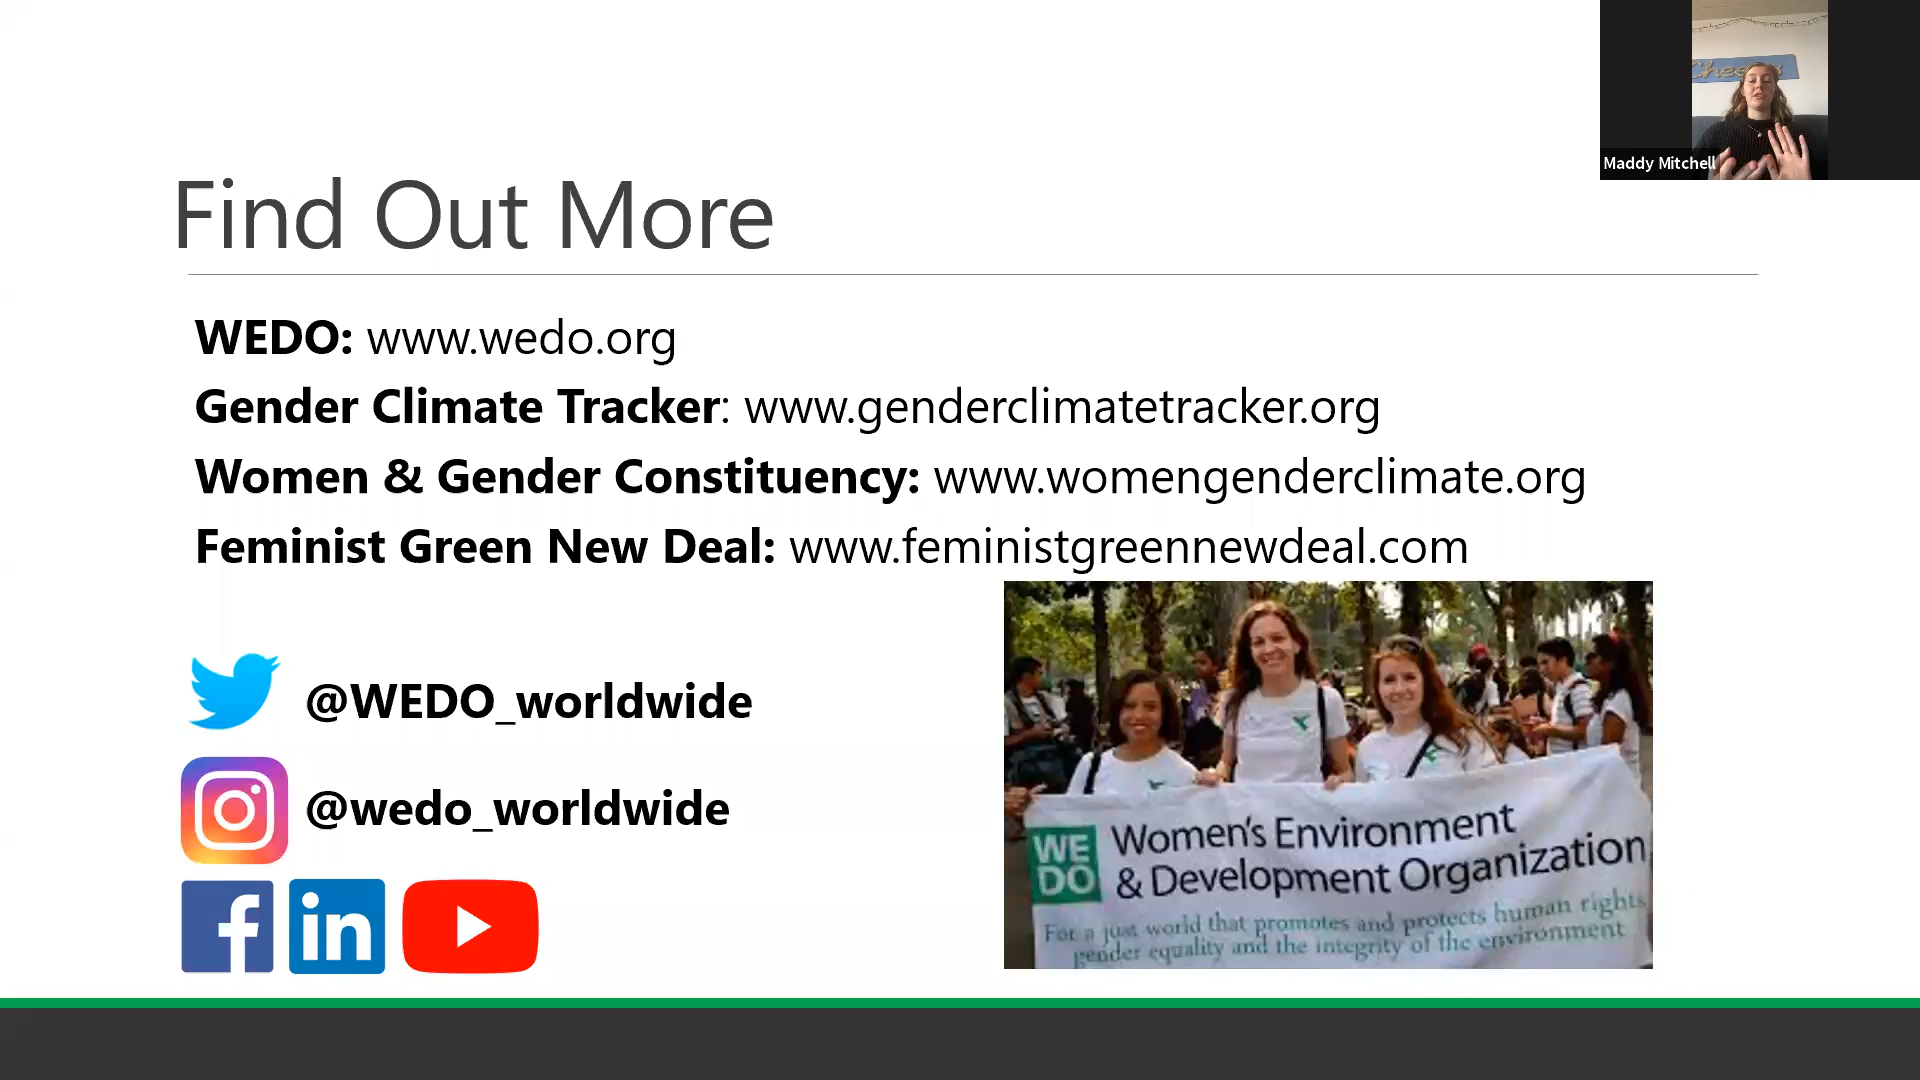 Cheers
Maddy Mitchell
Find Out More
WEDO: www.wedo.org
Gender Climate Tracker: www.genderclimatetracker.org
Women & Gender Constituency: www.womengenderclimate.org
Feminist Green New Deal: www.feministgreennewdeal.com
@WEDO_worldwide
@wedo_worldwide
WE
DO
Women's Environment
& Development Organization
For a just world that promotes and protects human rights
gender equality and the integrity of the environment